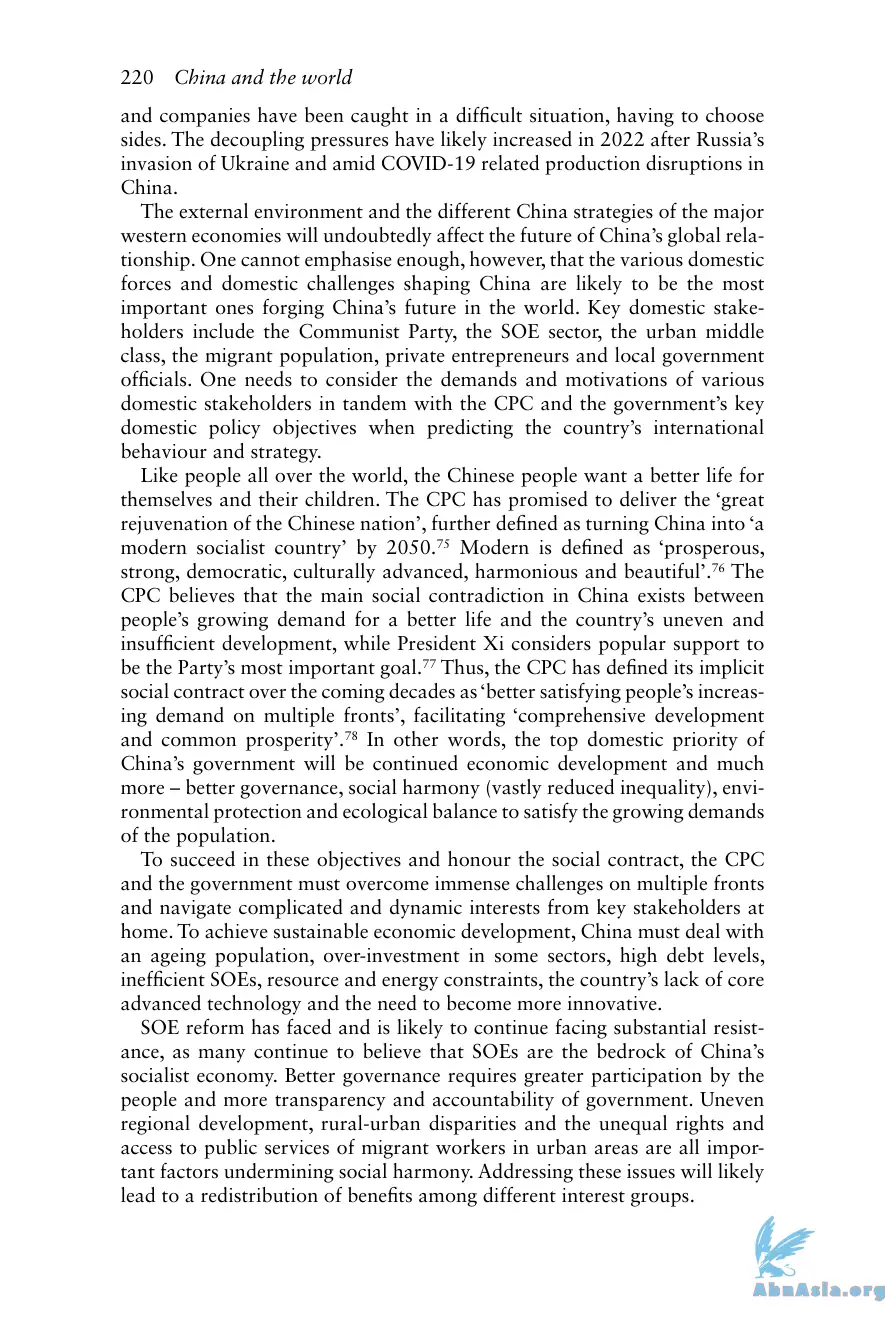 220 China and the world
and companies have been caught in a difficult situation, having to choose
sides. The decoupling pressures have likely increased in 2022 after Russia’s
invasion of Ukraine and amid COVID-19 related production disruptions in
China.
The external environment and the different China strategies of the major
western economies will undoubtedly affect the future of China’s global rela-
tionship. One cannot emphasise enough, however, that the various domestic
forces and domestic challenges shaping China are likely to be the most
important ones forging China’s future in the world. Key domestic stake-
holders include the Communist Party, the SOE sector, the urban middle
class, the migrant population, private entrepreneurs and local government
officials. One needs to consider the demands and motivations of various
domestic stakeholders in tandem with the CPC and the government’s key
domestic policy objectives when predicting the country’s international
behaviour and strategy.
Like people all over the world, the Chinese people want a better life for
themselves and their children. The CPC has promised to deliver the ‘great
rejuvenation of the Chinese nation’, further defined as turning China into ‘a
modern socialist country’ by 2050.⁷⁵ Modern is defined as ‘prosperous,
strong, democratic, culturally advanced, harmonious and beautiful’.⁷⁶ The
CPC believes that the main social contradiction in China exists between
people’s growing demand for a better life and the country’s uneven and
insufficient development, while President Xi considers popular support to
be the Party’s most important goal.⁷⁷ Thus, the CPC has defined its implicit
social contract over the coming decades as ‘better satisfying people’s increas-
ing demand on multiple fronts’, facilitating ‘comprehensive development
and common prosperity’.⁷⁸ In other words, the top domestic priority of
China’s government will be continued economic development and much
more – better governance, social harmony (vastly reduced inequality), envi-
ronmental protection and ecological balance to satisfy the growing demands
of the population.
To succeed in these objectives and honour the social contract, the CPC
and the government must overcome immense challenges on multiple fronts
and navigate complicated and dynamic interests from key stakeholders at
home. To achieve sustainable economic development, China must deal with
an ageing population, over-investment in some sectors, high debt levels,
inefficient SOEs, resource and energy constraints, the country’s lack of core
advanced technology and the need to become more innovative.
SOE reform has faced and is likely to continue facing substantial resist-
ance, as many continue to believe that SOEs are the bedrock of China’s
socialist economy. Better governance requires greater participation by the
people and more transparency and accountability of government. Uneven
regional development, rural-urban disparities and the unequal rights and
access to public services of migrant workers in urban areas are all impor-
tant factors undermining social harmony. Addressing these issues will likely
lead to a redistribution of benefits among different interest groups.
AbnAsia.org